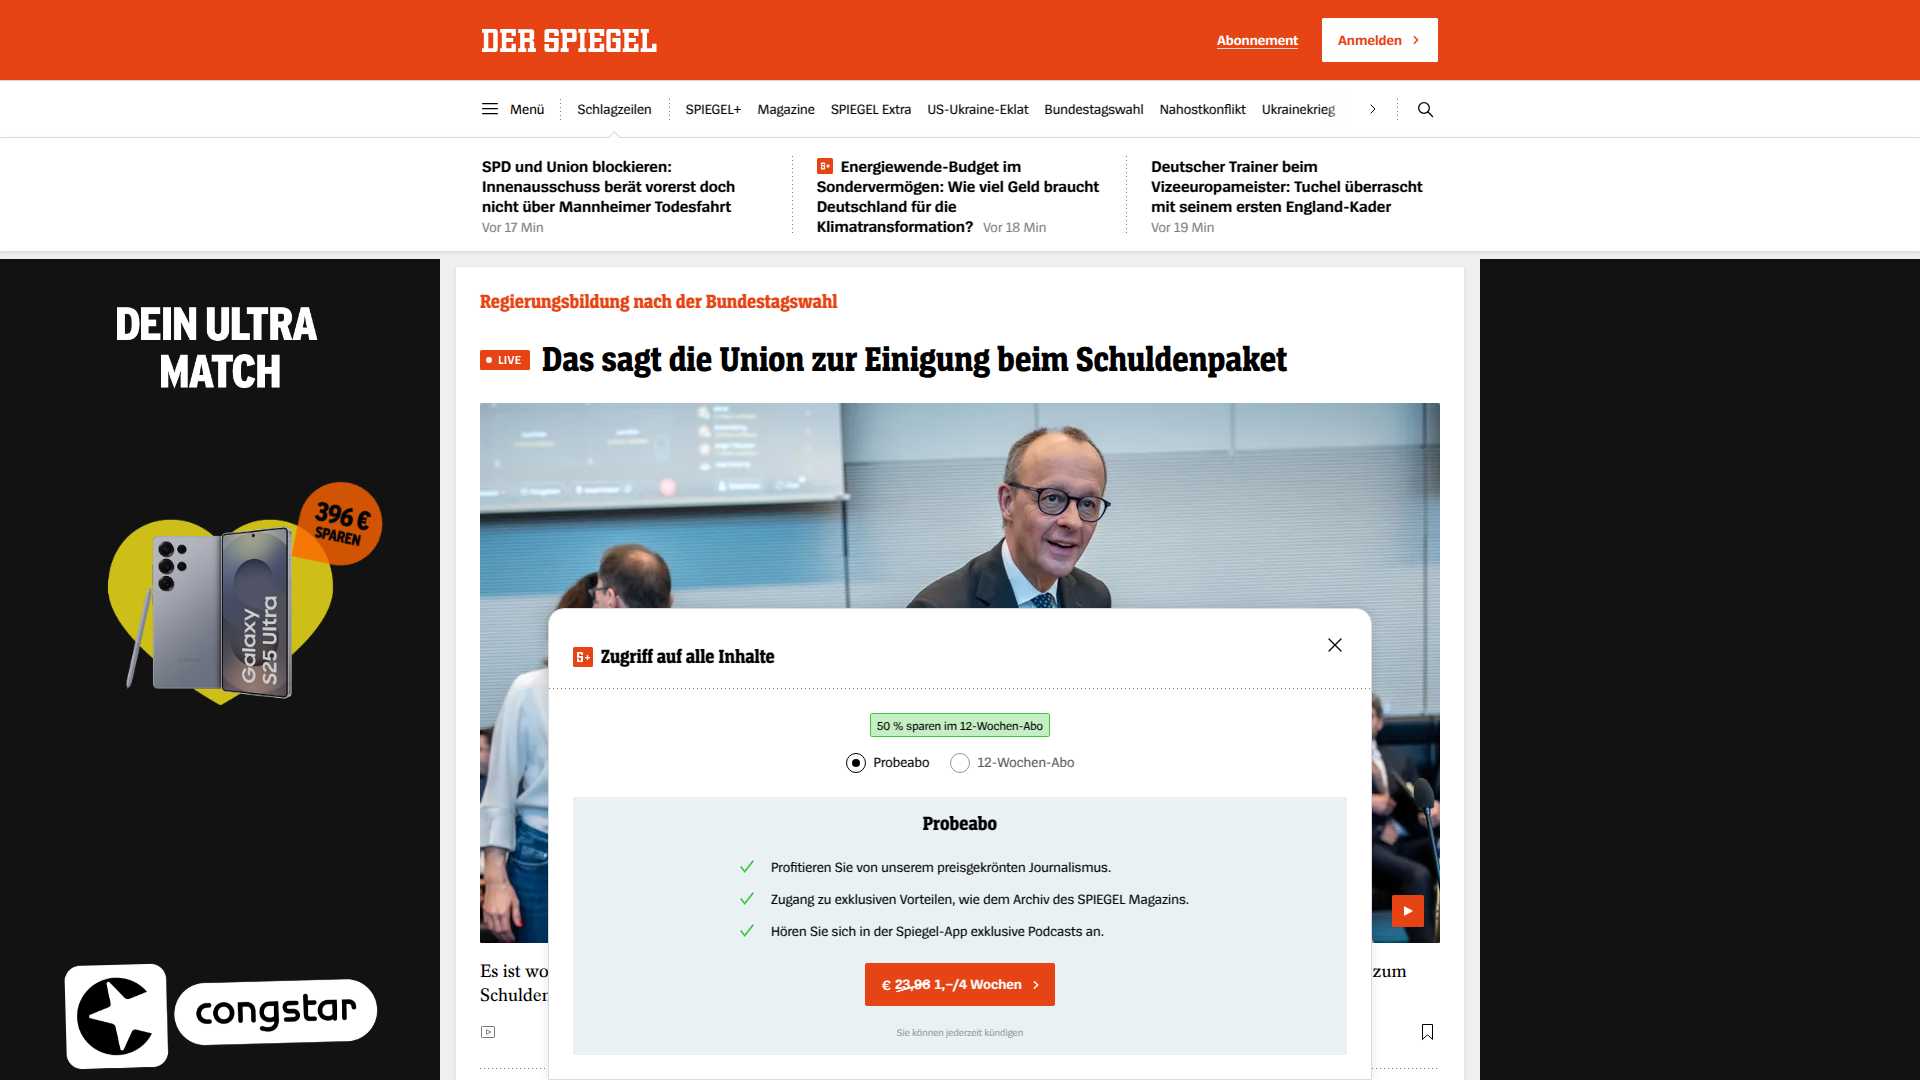 DER SPIEGEL
Abonnement
Anmelden
Menü
Schlagzeilen
SPIEGEL+
Magazine
SPIEGEL Extra
US-Ukraine-Eklat
Bundestagswahl
Nahostkonflikt
Ukrainekrieg
SPD und Union blockieren:
Innenausschuss berät vorerst doch
nicht über Mannheimer Todesfahrt
Vor 17 Min
Energiewende-Budget im
Sondervermögen: Wie viel Geld braucht
Deutschland für die
Klimatransformation? Vor 18 Min
Deutscher Trainer beim
Vizeeuropameister: Tuchel überrascht
mit seinem ersten England-Kader
Vor 19 Min
DEIN ULTRA
MATCH
396 €
SPAREN
Galaxy
S25 Ultra
congstar
Regierungsbildung nach der Bundestagswahl
LIVE Das sagt die Union zur Einigung beim Schuldenpaket
Zugriff auf alle Inhalte
50 % sparen im 12-Wochen-Abo
Probeabo
12-Wochen-Abo
Probeabo
Profitieren Sie von unserem preisgekrönten Journalismus.
Zugang zu exklusiven Vorteilen, wie dem Archiv des SPIEGEL Magazins.
Hören Sie sich in der Spiegel-App exklusive Podcasts an.
€ 23,96 1,–/4 Wochen
Sie können jederzeit kündigen
Es ist wo
zum
Schulden